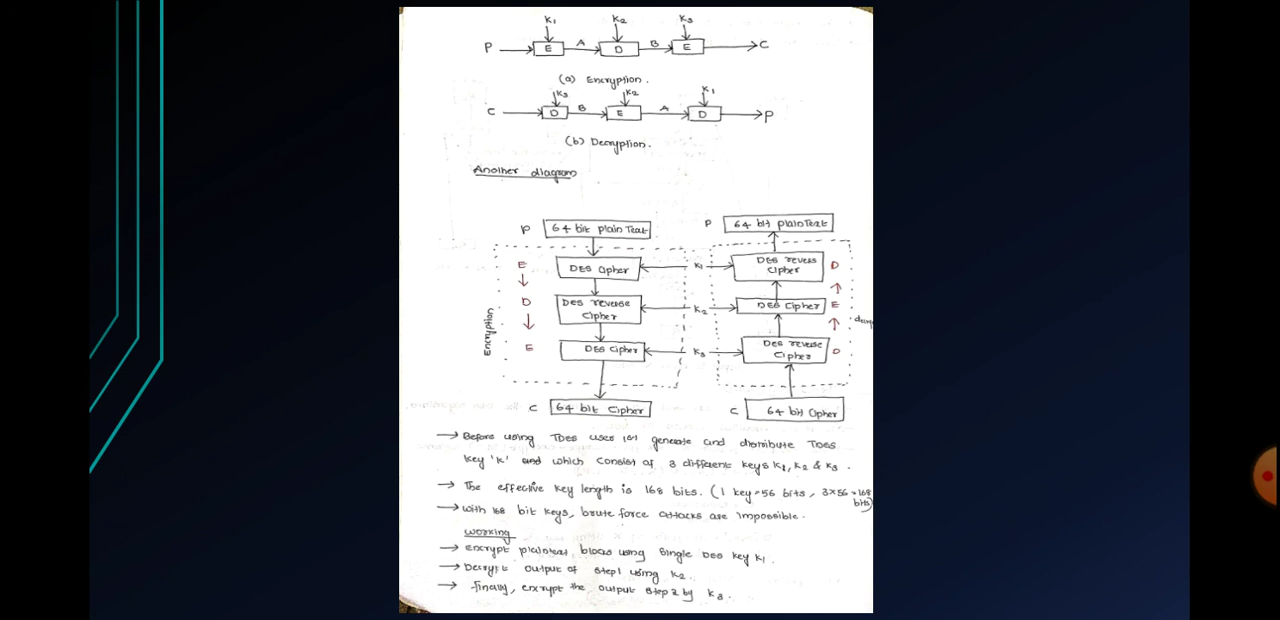 K1 K2 K3
P E A D B E C
(a) Encryption.
K3 K2 K1
C D B E A D P
(b) Decryption.
Another diagram
P 64 bit plain Text P 64 bit plain Text
E DES Cipher K1 DES revers Cipher D
D DES reverse Cipher K2 DES Cipher E
Encryption
E DES Cipher K3 DES reverse Cipher D
C 64 bit Cipher C 64 bit Cipher
→ Before using TDES uses 1st generate and distribute TDES
key 'K' and which consist of 3 different keys K1, K2 & K3.
→ The effective key length is 168 bits. (1 key = 56 bits, 3×56 = 168 bits)
→ with 168 bit keys, brute force attacks are impossible.
working
→ Encrypt plaintext blocks using single DES key K1.
→ Decrypt output of step1 using K2.
→ finally, encrypt the output step 2 by K3.